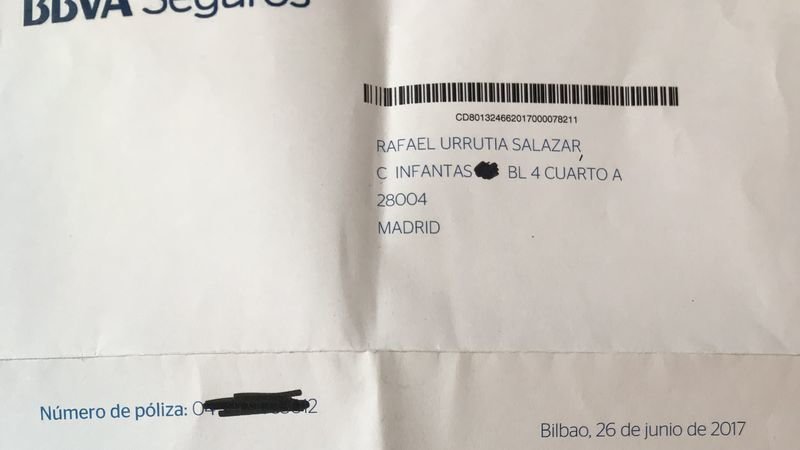 BBVA Seguros
CD801324662017000078211
RAFAEL URRUTIA SALAZAR
C INFANTAS BL 4 CUARTO A
28004
MADRID
Número de póliza:
Bilbao, 26 de junio de 2017